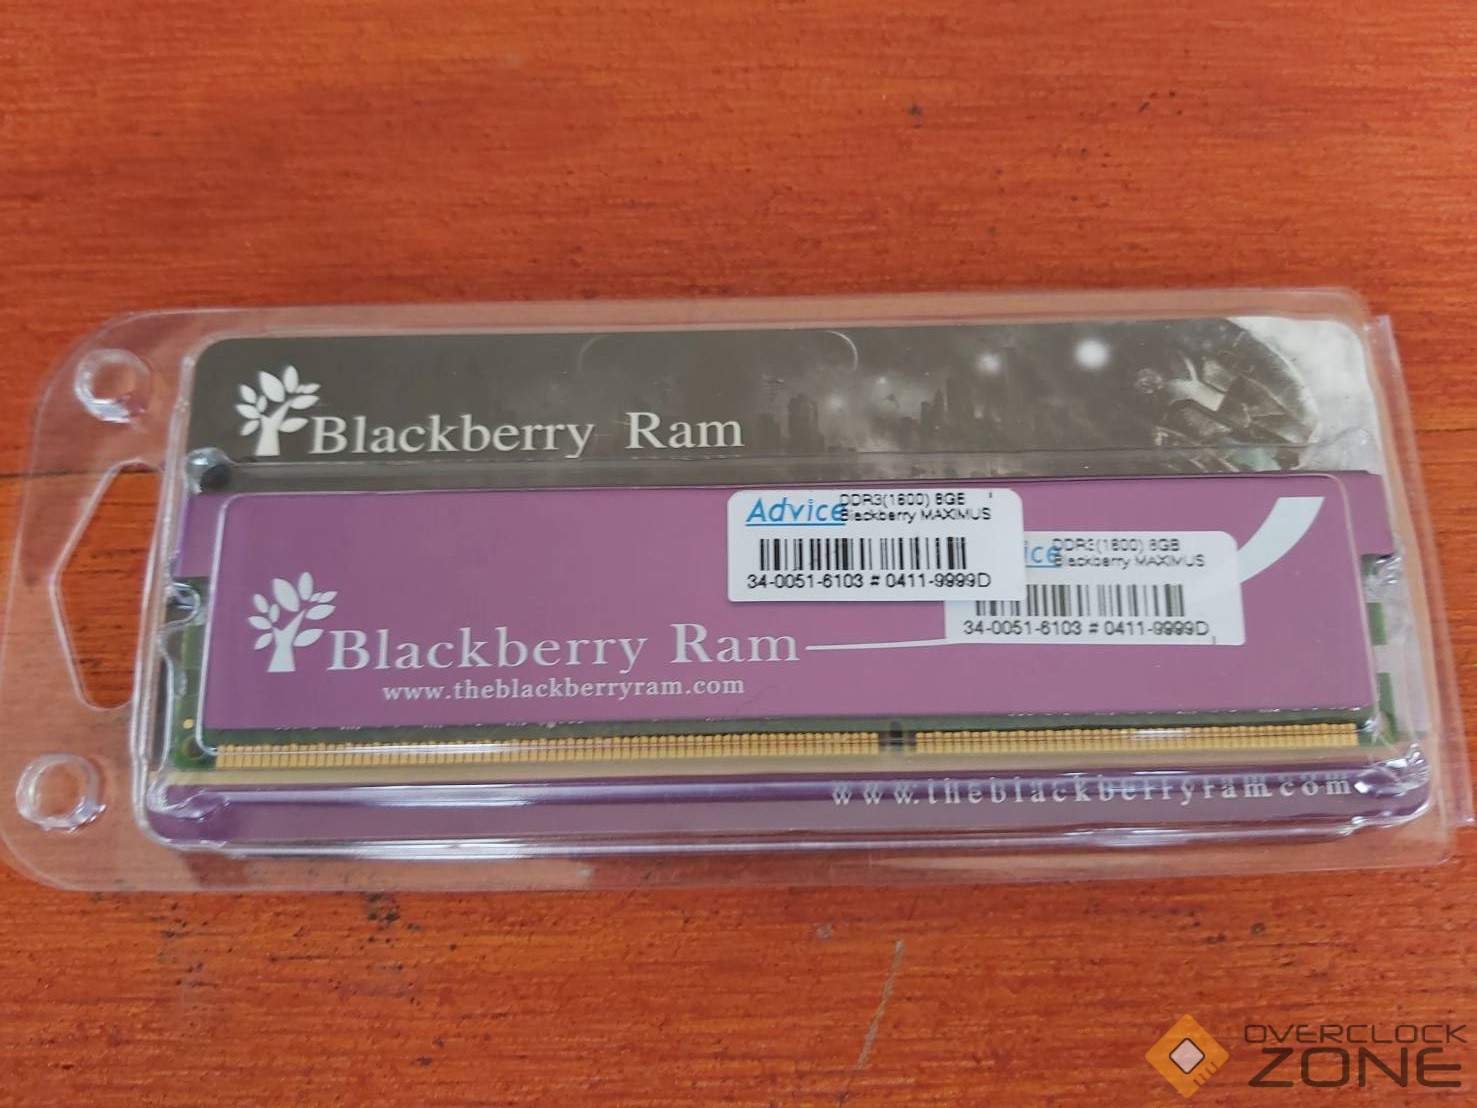 Blackberry Ram
Advice
DDR3(1600) 8GB
Blackberry MAXIMUS
34-0051-6103 # 0411-9999D
ice
DDR3(1600) 8GB
Blackberry MAXIMUS
34-0051-6103 # 0411-9999D
Blackberry Ram
www.theblackberryram.com
www.theblackberryram.com
OVERCLOCK
ZONE